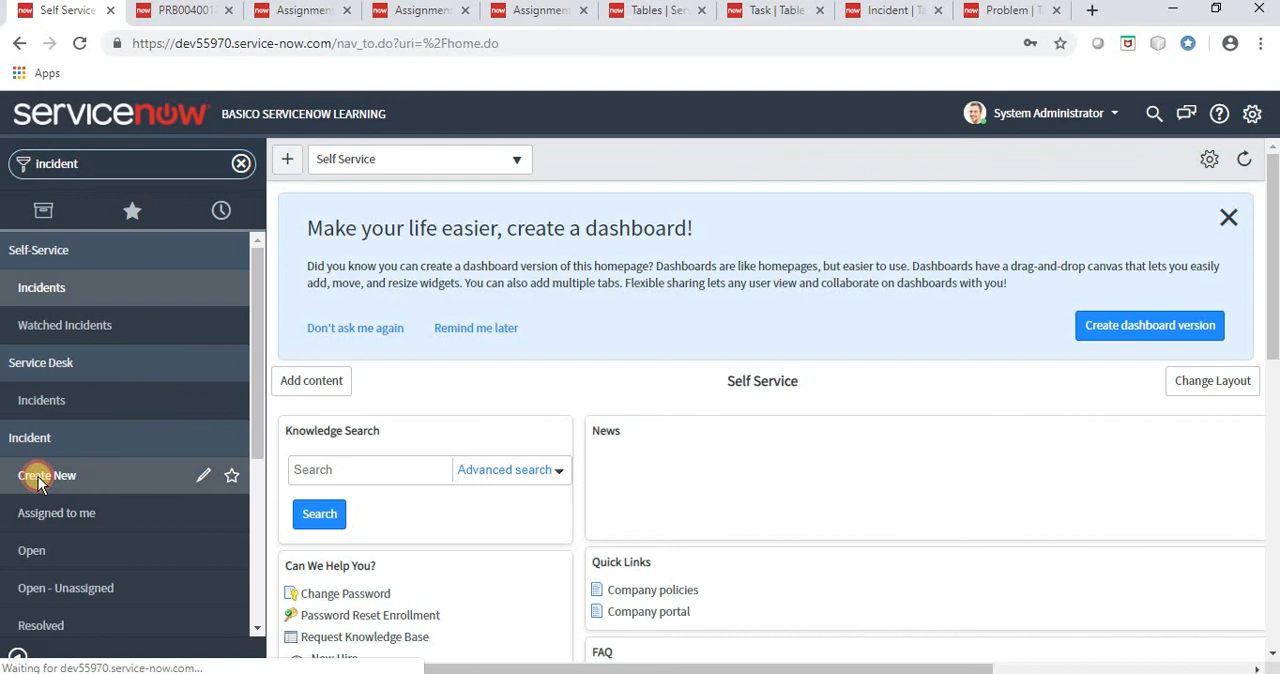 Self Service
PRB004001
Assignmen
Assignmen
Assignmen
Tables | Ser
Task | Table
Incident | Ta
Problem | T
https://dev55970.service-now.com/nav_to.do?uri=%2Fhome.do
Apps
servicenow BASICO SERVICENOW LEARNING
System Administrator
Incident
Self Service
Self-Service
Incidents
Watched Incidents
Service Desk
Incidents
Incident
Create New
Assigned to me
Open
Open - Unassigned
Resolved
Make your life easier, create a dashboard!
Did you know you can create a dashboard version of this homepage? Dashboards are like homepages, but easier to use. Dashboards have a drag-and-drop canvas that lets you easily
add, move, and resize widgets. You can also add multiple tabs. Flexible sharing lets any user view and collaborate on dashboards with you!
Don't ask me again
Remind me later
Create dashboard version
Add content
Self Service
Change Layout
Knowledge Search
Search
Advanced search
Search
Can We Help You?
Change Password
Password Reset Enrollment
Request Knowledge Base
New Hire
News
Quick Links
Company policies
Company portal
FAQ
Waiting for dev55970.service-now.com...